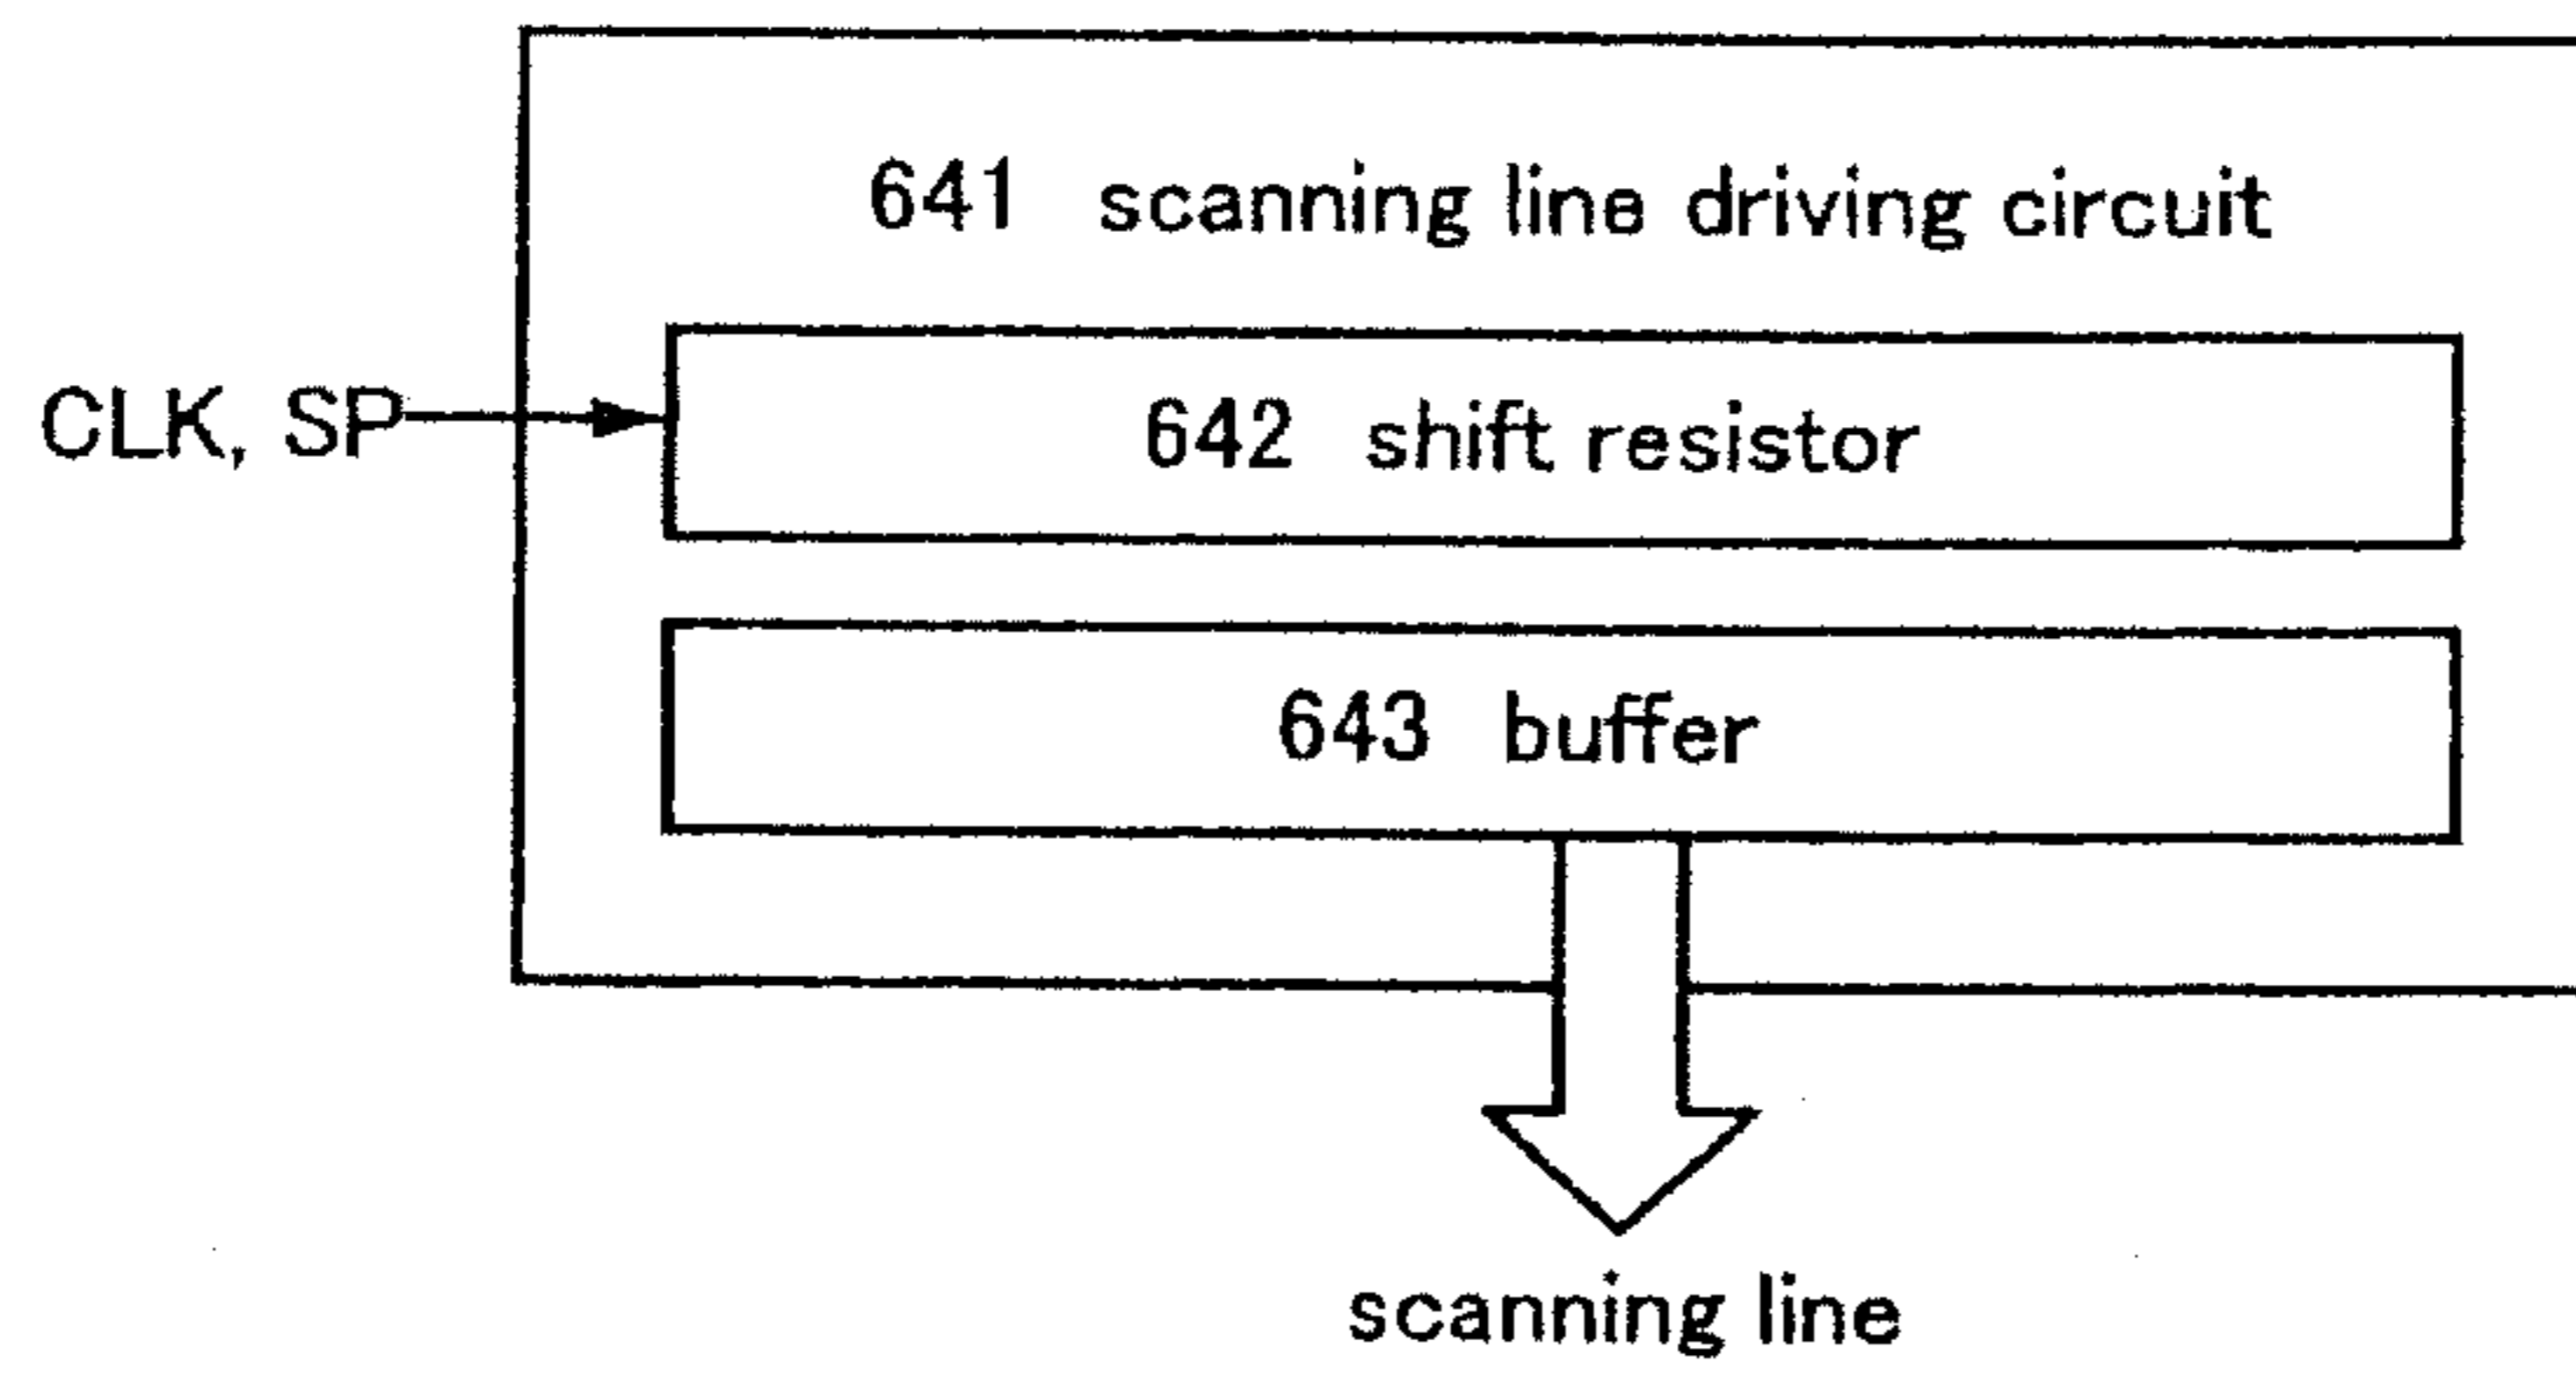 641 scanning line driving circuit
CLK, SP
642 shift resistor
643 buffer
scanning line